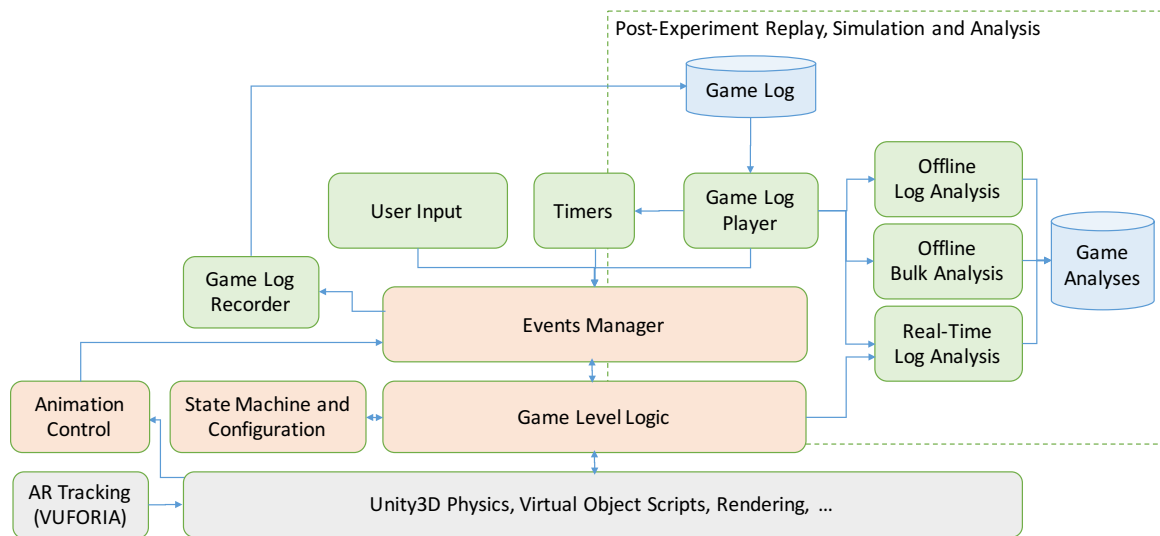 Post-Experiment Replay, Simulation and Analysis
Game Log
User Input
Timers
Game Log
Player
Offline
Log Analysis
Offline
Bulk Analysis
Game
Analyses
Game Log
Recorder
Events Manager
Real-Time
Log Analysis
Animation
Control
State Machine and
Configuration
Game Level Logic
AR Tracking
(VUFORIA)
Unity3D Physics, Virtual Object Scripts, Rendering, ...